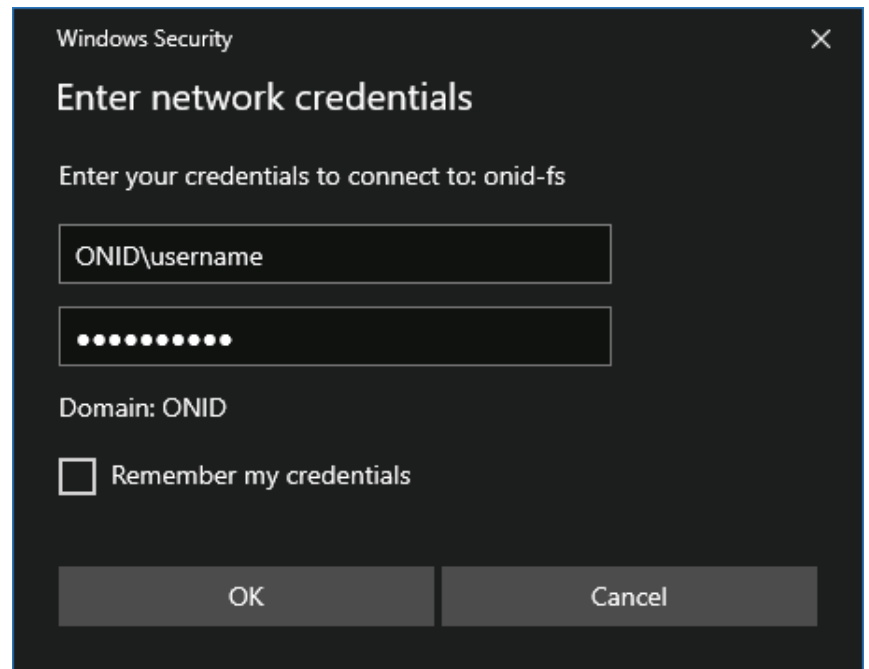 Windows Security
Enter network credentials
Enter your credentials to connect to: onid-fs
ONID\username
●●●●●●●●●●
Domain: ONID
Remember my credentials
OK
Cancel